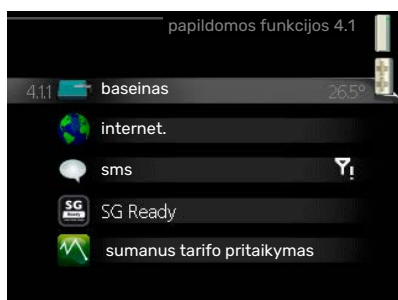 papildomos funkcijos 4.1
4.1.1 baseinas 26.5°
internet.
sms
SG Ready SG Ready
sumanus tarifo pritaikymas